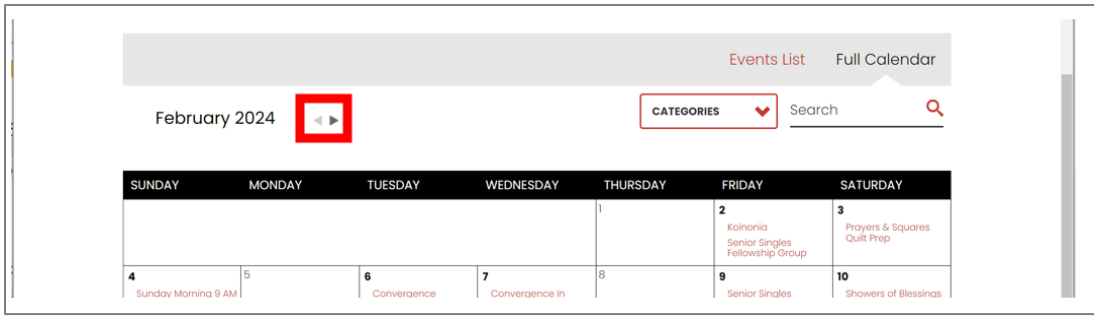 Events List Full Calendar
February 2024 CATEGORIES Search
SUNDAY MONDAY TUESDAY WEDNESDAY THURSDAY FRIDAY SATURDAY
1 2 3
Koinonia Prayers & Squares
Senior Singles Quilt Prep
Fellowship Group
4 5 6 7 8 9 10
Sunday Morning 9 AM Convergence Convergence In Senior Singles Showers of Blessings